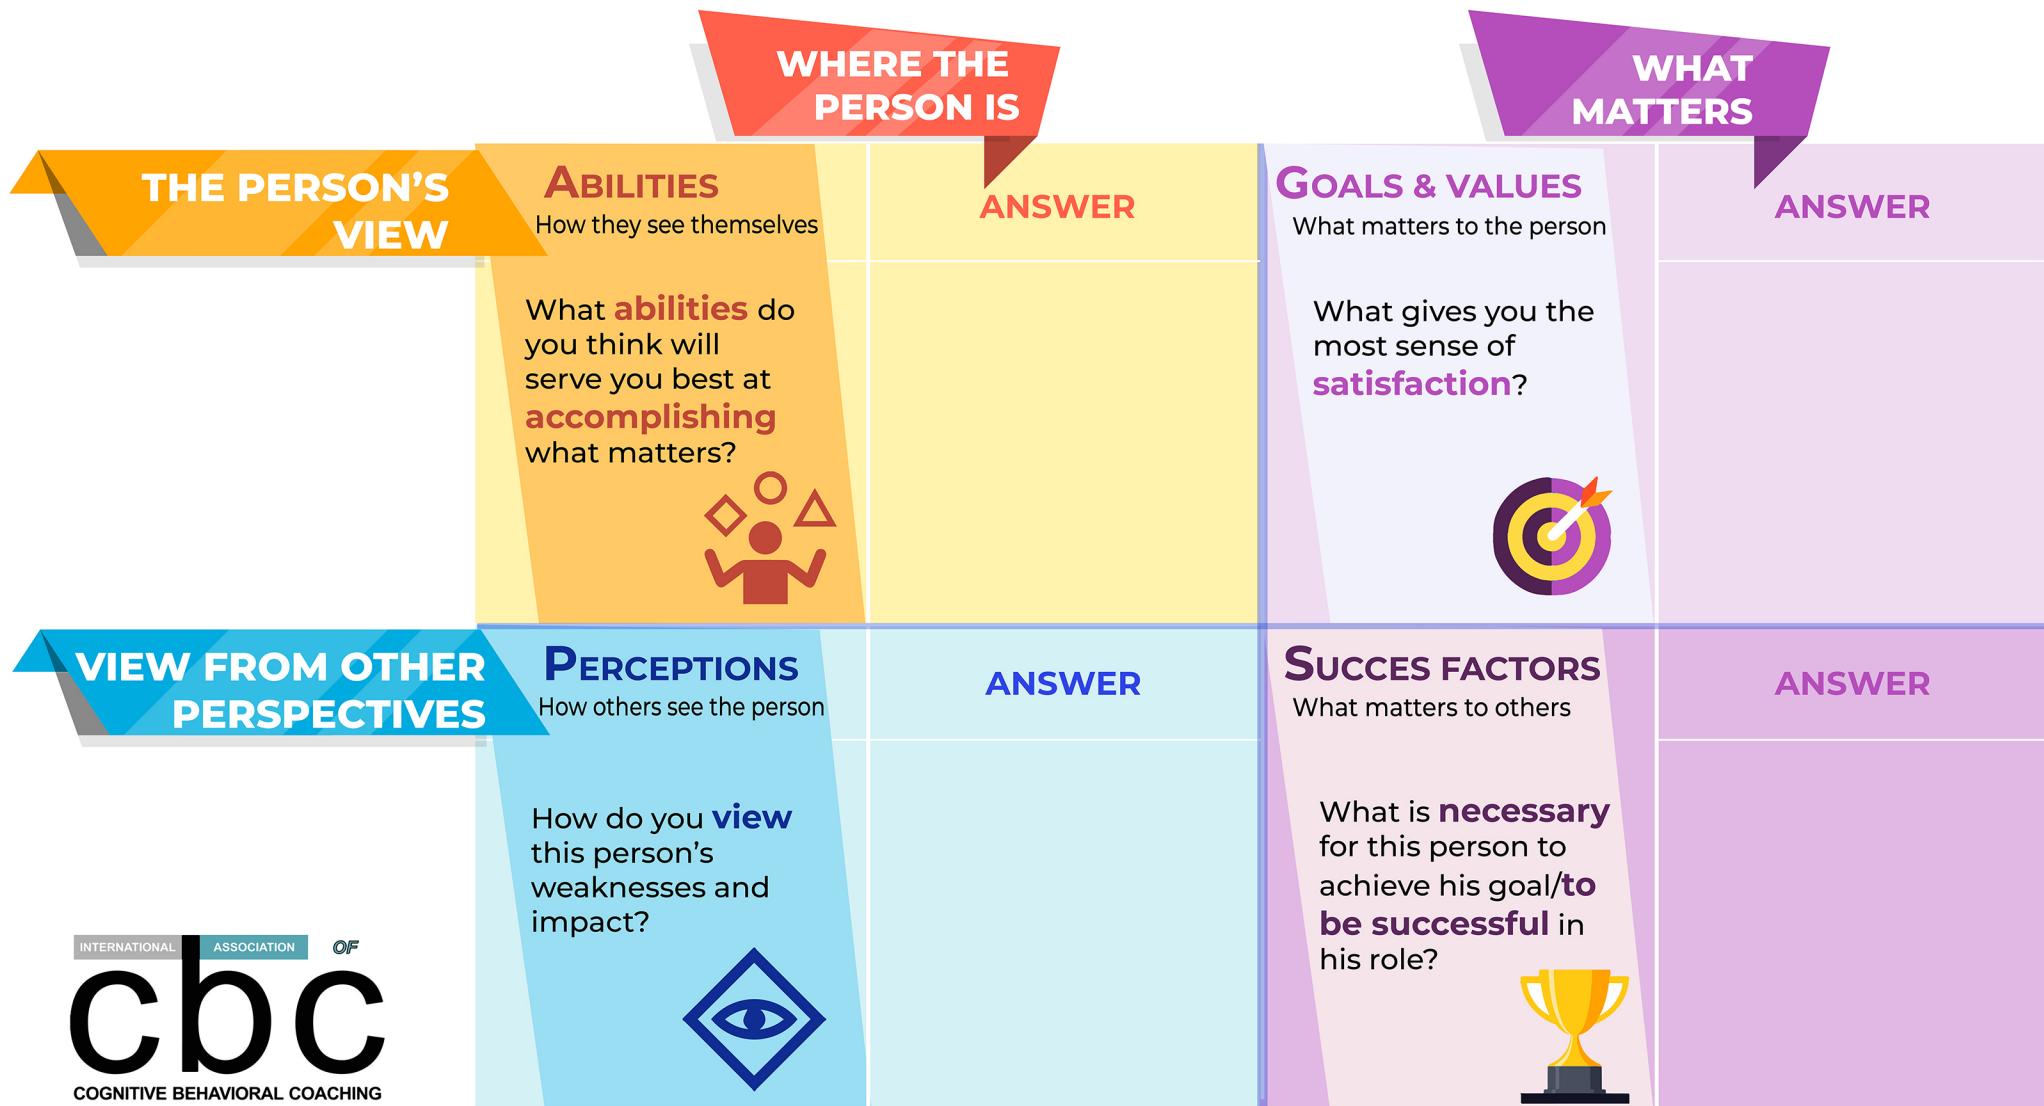 WHERE THE
PERSON IS
WHAT
MATTERS
THE PERSON'S
VIEW
ABILITIES
How they see themselves
What abilities do
you think will
serve you best at
accomplishing
what matters?
ANSWER
GOALS & VALUES
What matters to the person
What gives you the
most sense of
satisfaction?
ANSWER
VIEW FROM OTHER
PERSPECTIVES
PERCEPTIONS
How others see the person
How do you view
this person's
weaknesses and
impact?
ANSWER
SUCCES FACTORS
What matters to others
What is necessary
for this person to
achieve his goal/to
be successful in
his role?
ANSWER
INTERNATIONAL ASSOCIATION OF
cbc
COGNITIVE BEHAVIORAL COACHING